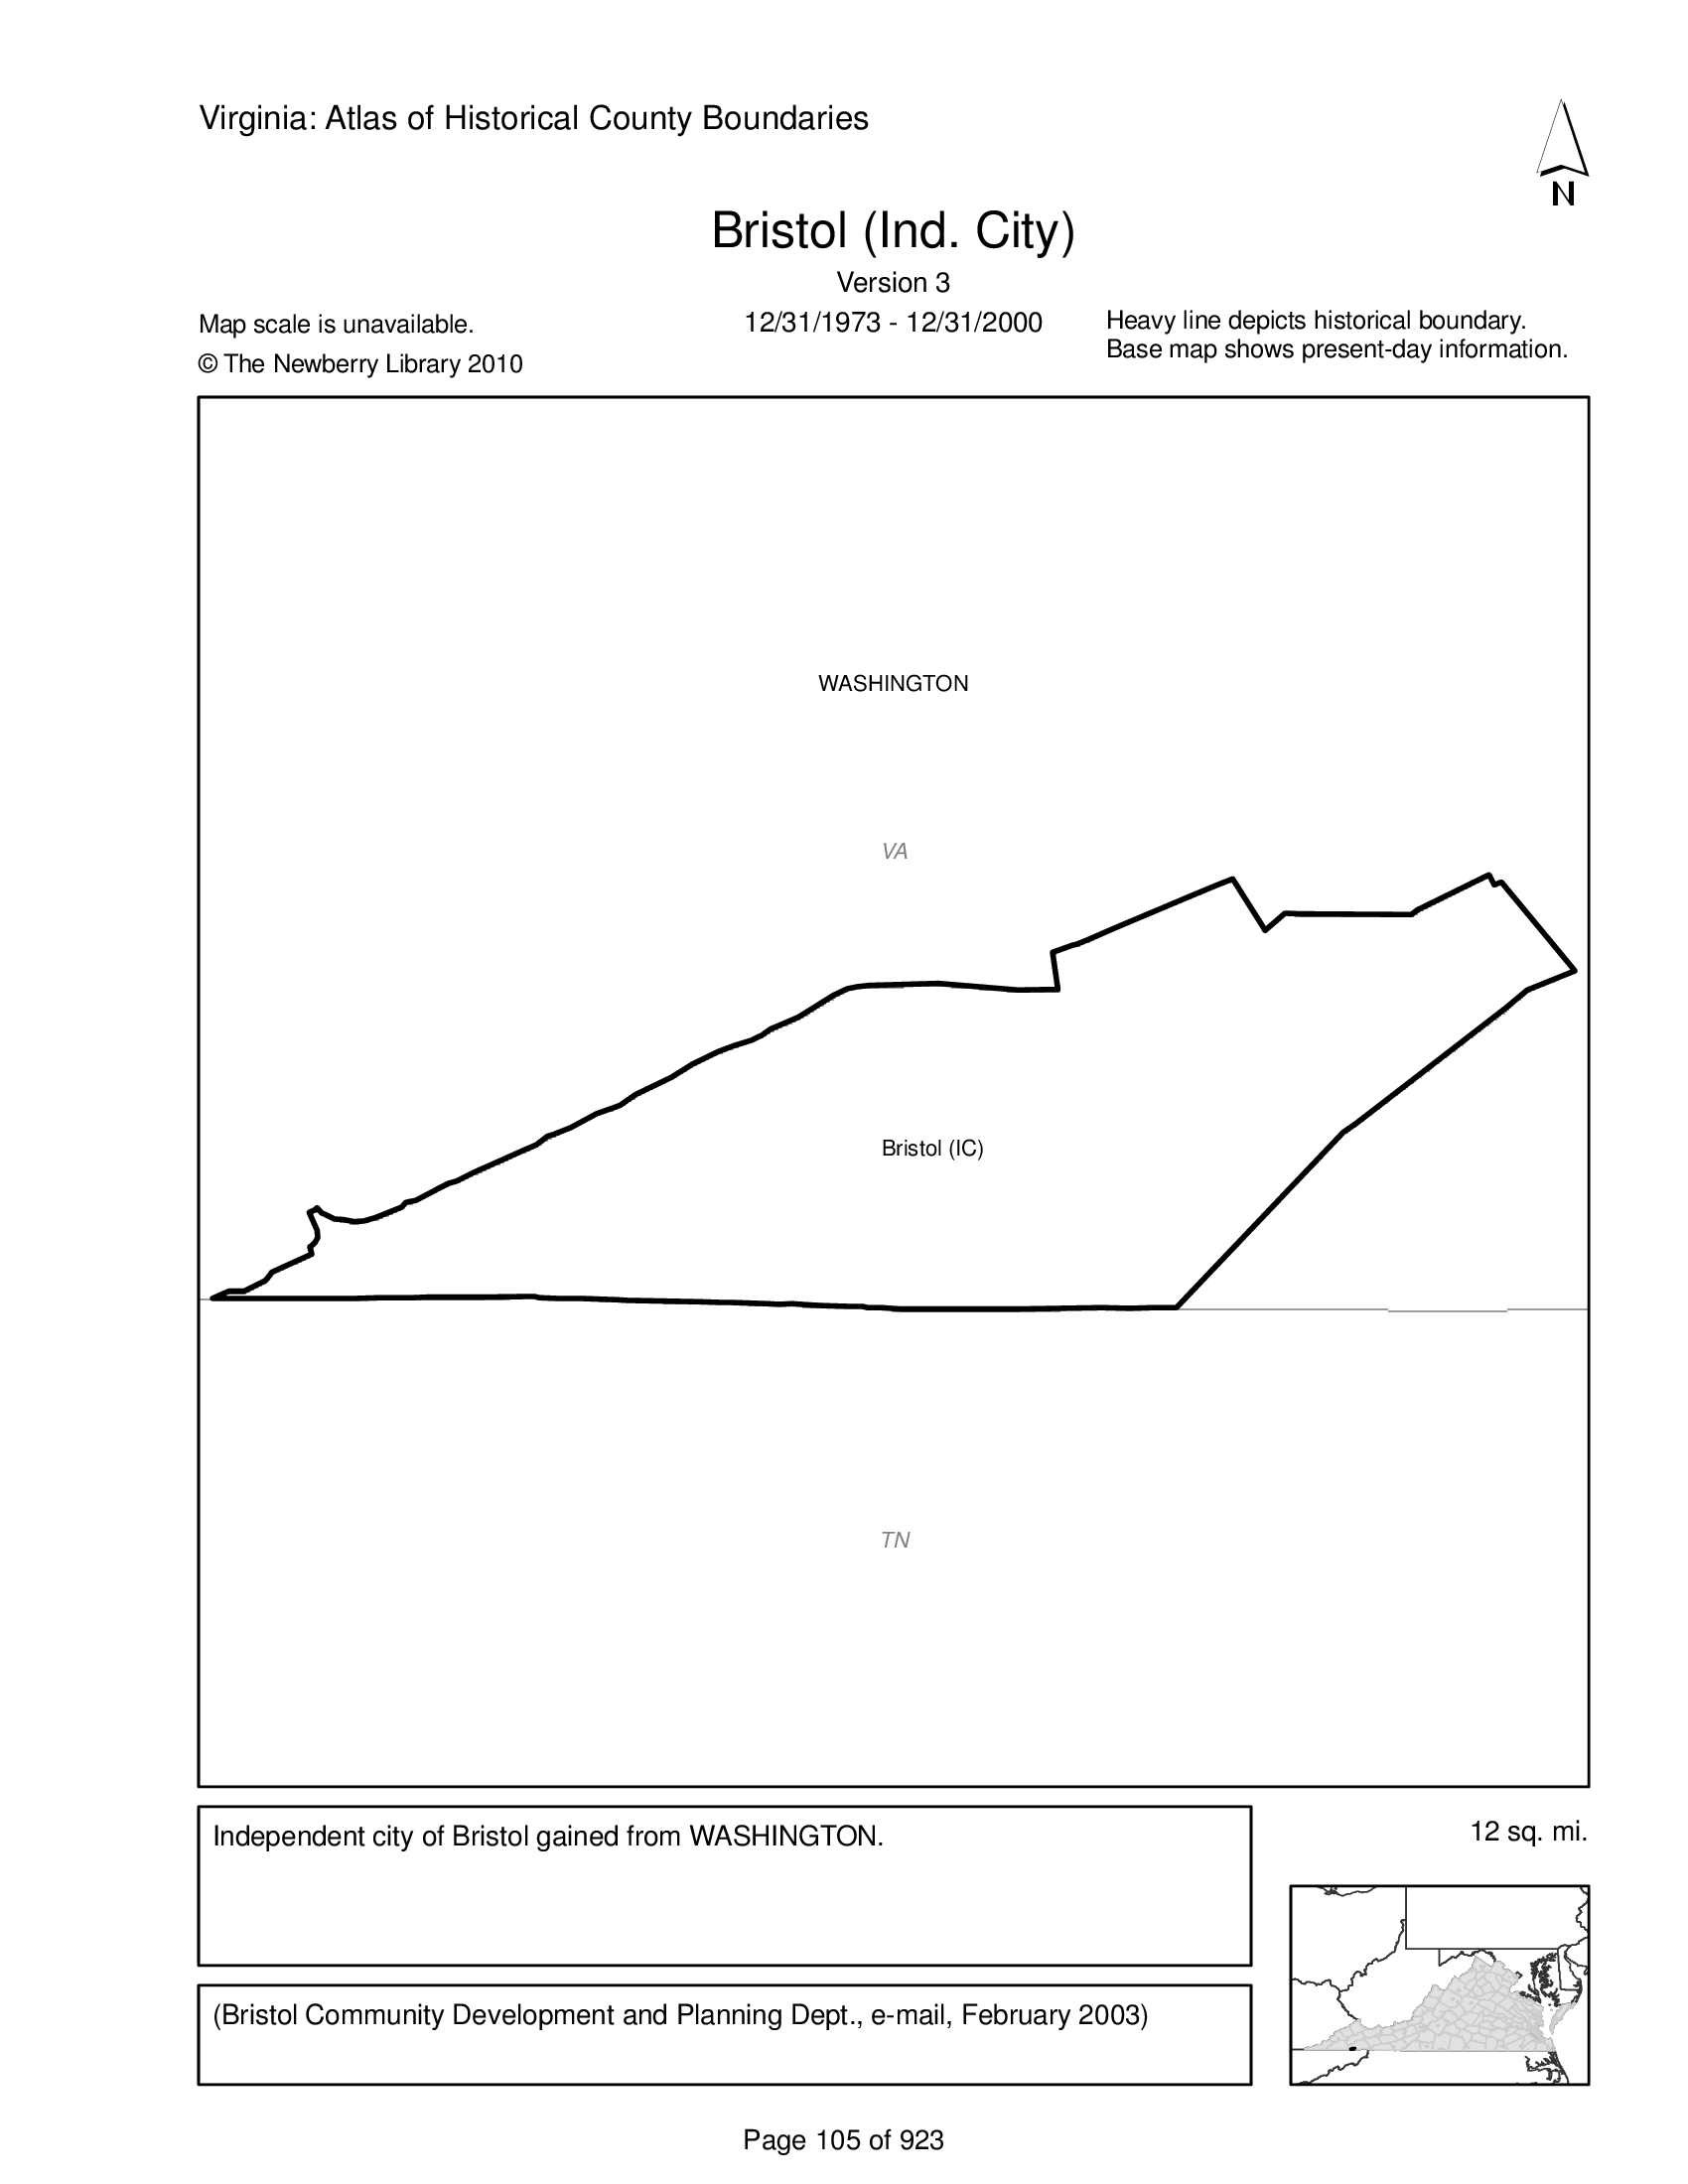 Virginia: Atlas of Historical County Boundaries
N
Bristol (Ind. City)
Version 3
12/31/1973 - 12/31/2000
Map scale is unavailable.
© The Newberry Library 2010
Heavy line depicts historical boundary.
Base map shows present-day information.
WASHINGTON
VA
Bristol (IC)
TN
Independent city of Bristol gained from WASHINGTON.
12 sq. mi.
(Bristol Community Development and Planning Dept., e-mail, February 2003)
Page 105 of 923